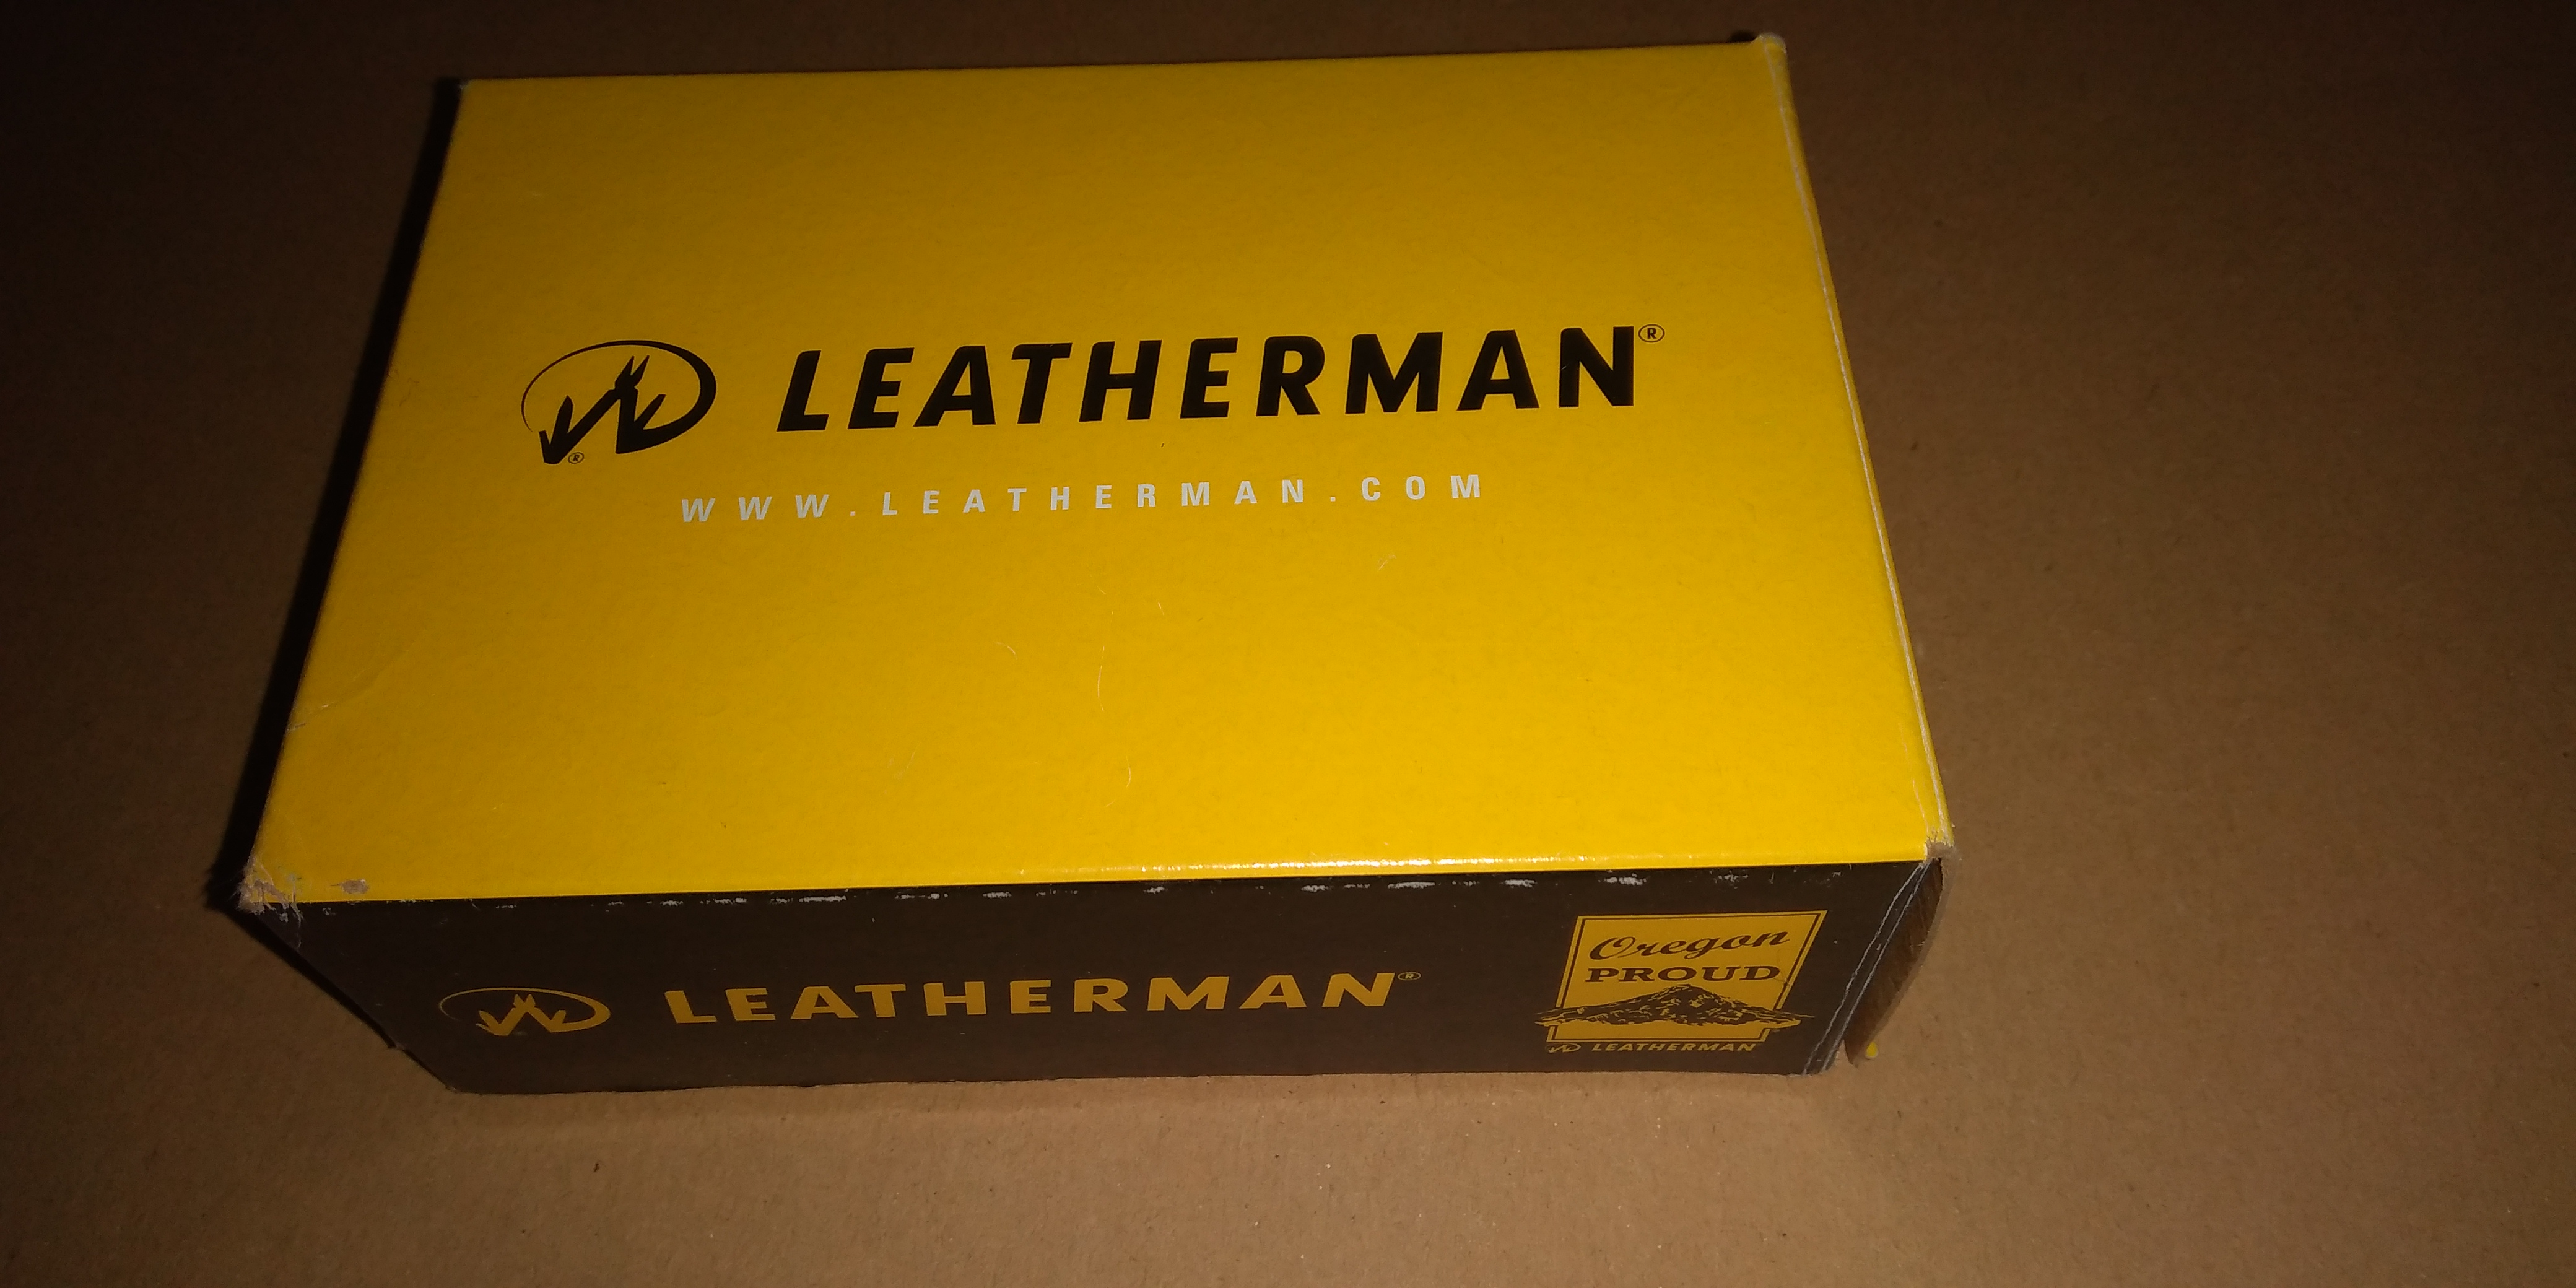 LEATHERMAN®
®
WWW.LEATHERMAN.COM
LEATHERMAN®
Oregon
PROUD
LEATHERMAN